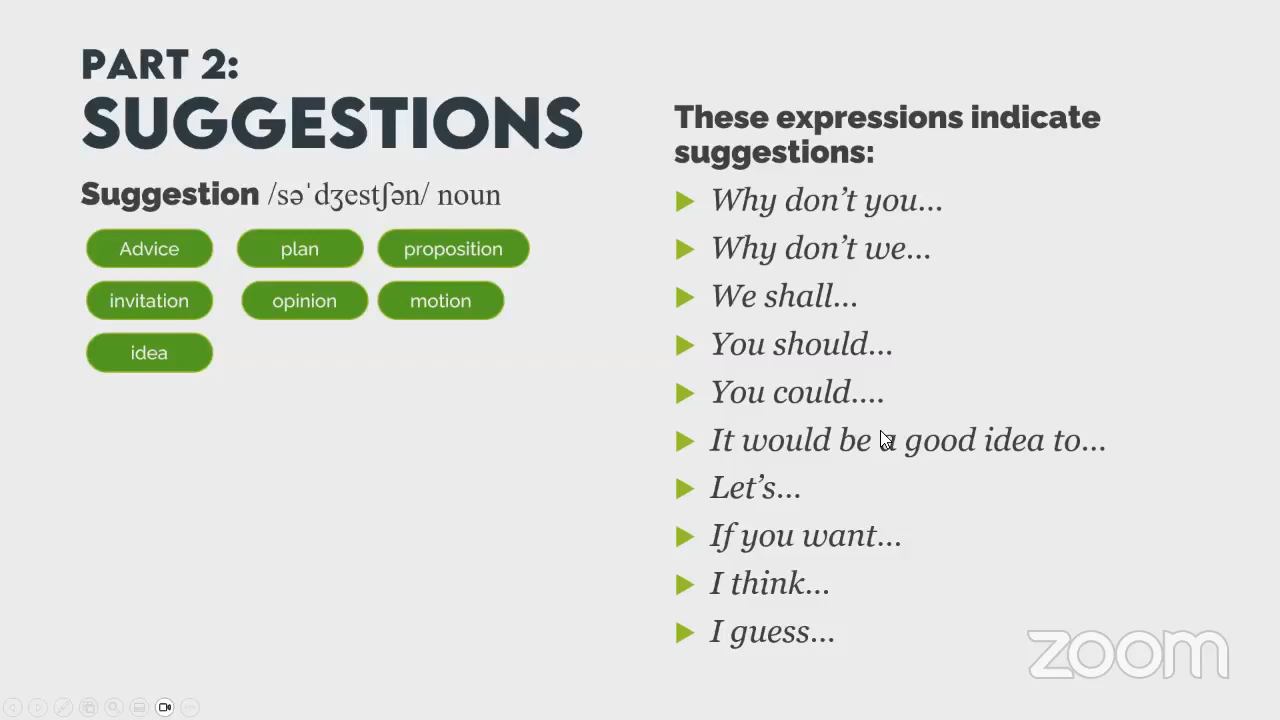 PART 2:
SUGGESTIONS
Suggestion /səˈdʒestʃən/ noun
Advice plan proposition
invitation opinion motion
idea
These expressions indicate
suggestions:
Why don’t you…
Why don’t we…
We shall…
You should…
You could….
It would be a good idea to…
Let’s…
If you want…
I think…
I guess…
zoom